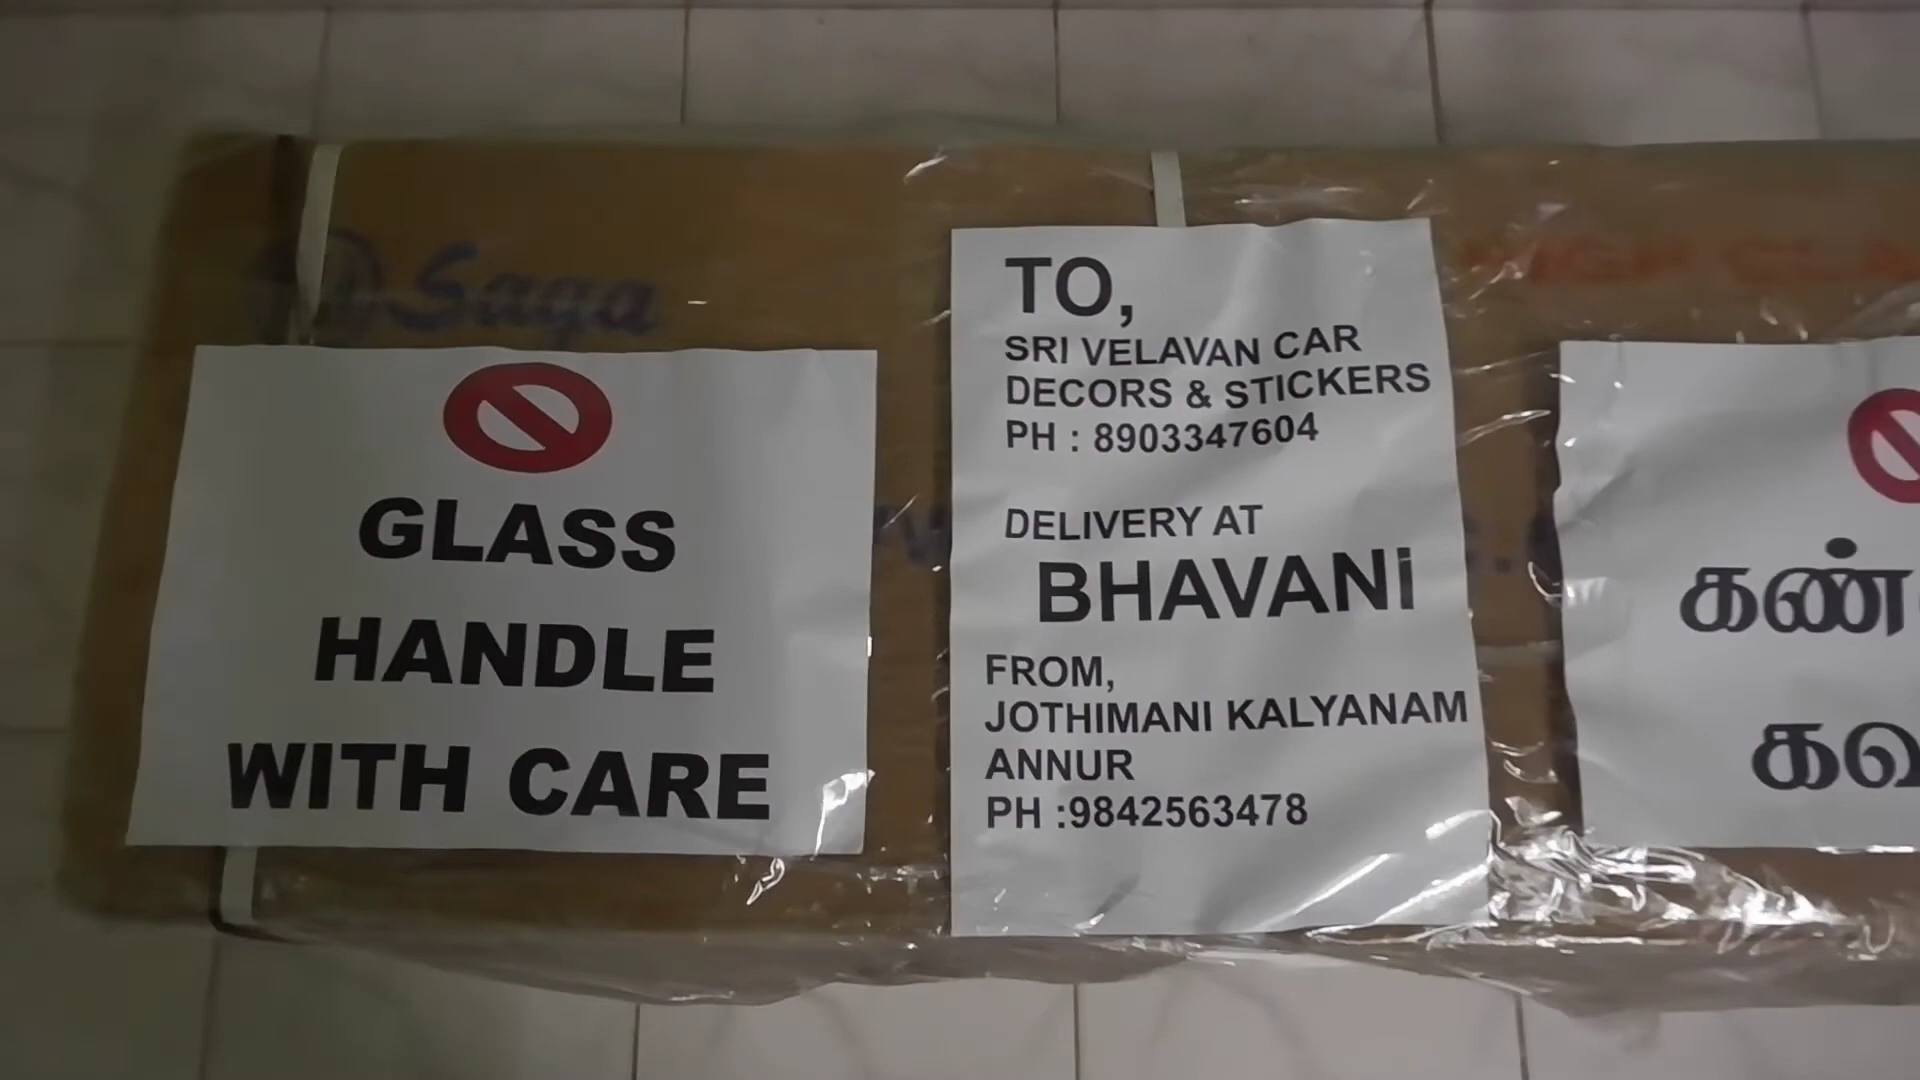 Saga
GLASS
HANDLE
WITH CARE
TO,
SRI VELAVAN CAR
DECORS & STICKERS
PH : 8903347604
DELIVERY AT
BHAVANi
FROM,
JOTHIMANI KALYANAM
ANNUR
PH :9842563478